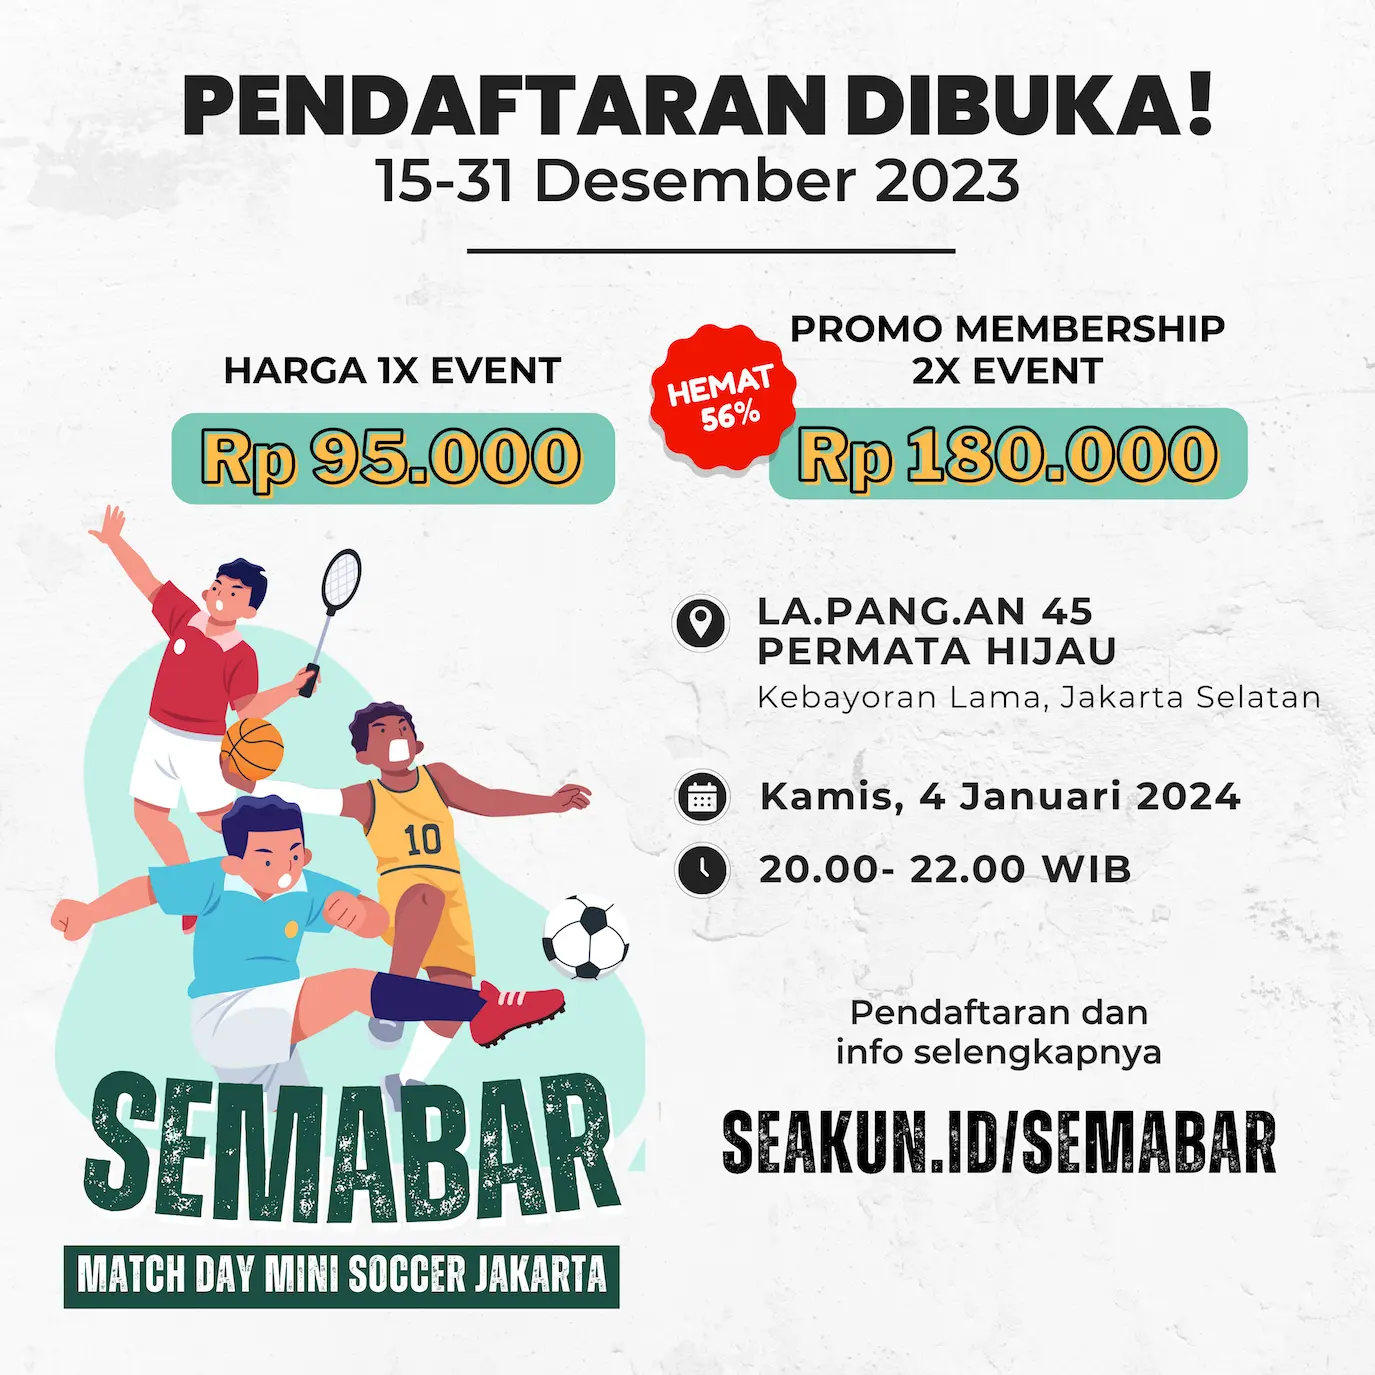 PENDAFTARAN DIBUKA!
15-31 Desember 2023
HARGA 1X EVENT
Rp 95.000
HEMAT
56%
PROMO MEMBERSHIP
2X EVENT
Rp 180.000
LA.PANG.AN 45
PERMATA HIJAU
Kebayoran Lama, Jakarta Selatan
Kamis, 4 Januari 2024
20.00- 22.00 WIB
10
Pendaftaran dan
info selengkapnya
SEAKUN.ID/SEMABAR
SEMABAR
MATCH DAY MINI SOCCER JAKARTA